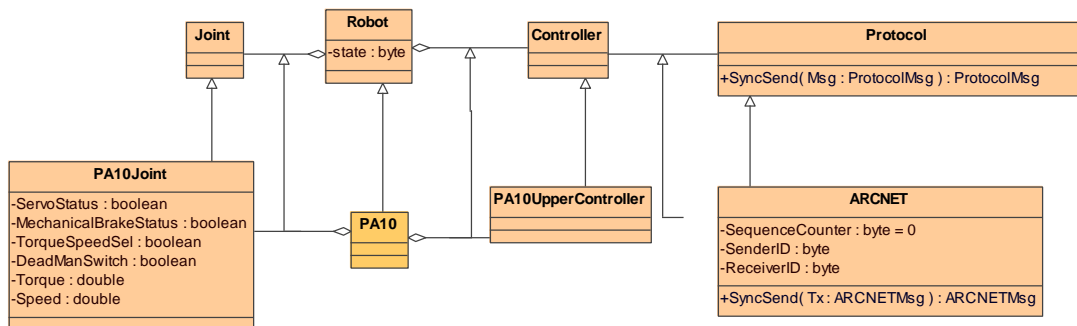 Joint
Robot
-state : byte
Controller
Protocol
+SyncSend( Msg : ProtocolMsg ) : ProtocolMsg
PA10Joint
-ServoStatus : boolean
-MechanicalBrakeStatus : boolean
-TorqueSpeedSel : boolean
-DeadManSwitch : boolean
-Torque : double
-Speed : double
PA10
PA10UpperController
ARCNET
-SequenceCounter : byte = 0
-SenderID : byte
-ReceiverID : byte
+SyncSend( Tx : ARCNETMsg ) : ARCNETMsg